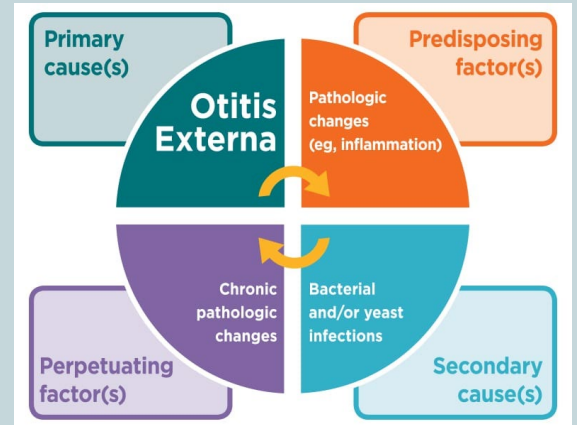 Primary
cause(s)
Predisposing
factor(s)
Otitis
Externa
Pathologic
changes
(eg, inflammation)
Chronic
pathologic
changes
Bacterial
and/or yeast
infections
Perpetuating
factor(s)
Secondary
cause(s)